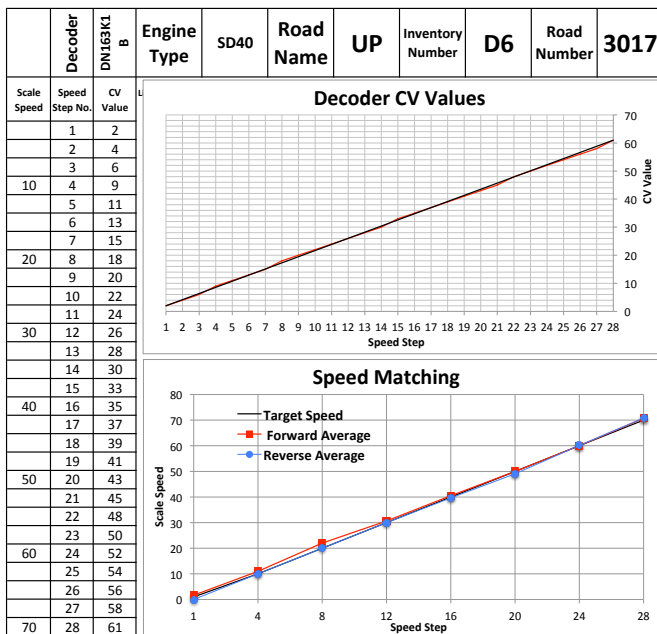 Decoder DN163K1B Engine Type SD40 Road Name UP Inventory Number D6 Road Number 3017
Scale Speed Speed Step No. CV Value
1 2
2 4
3 6
10 4 9
5 11
6 13
7 15
20 8 18
9 20
10 22
11 24
30 12 26
13 28
14 30
15 33
40 16 35
17 37
18 39
19 41
50 20 43
21 45
22 48
23 50
60 24 52
25 54
26 56
27 58
70 28 61
Decoder CV Values
70
60
50
40
30
20
10
0
CV Value
1 2 3 4 5 6 7 8 9 10 11 12 13 14 15 16 17 18 19 20 21 22 23 24 25 26 27 28
Speed Step
Speed Matching
80
70
60
50
40
30
20
10
0
Scale Speed
Target Speed
Forward Average
Reverse Average
1 4 8 12 16 20 24 28
Speed Step